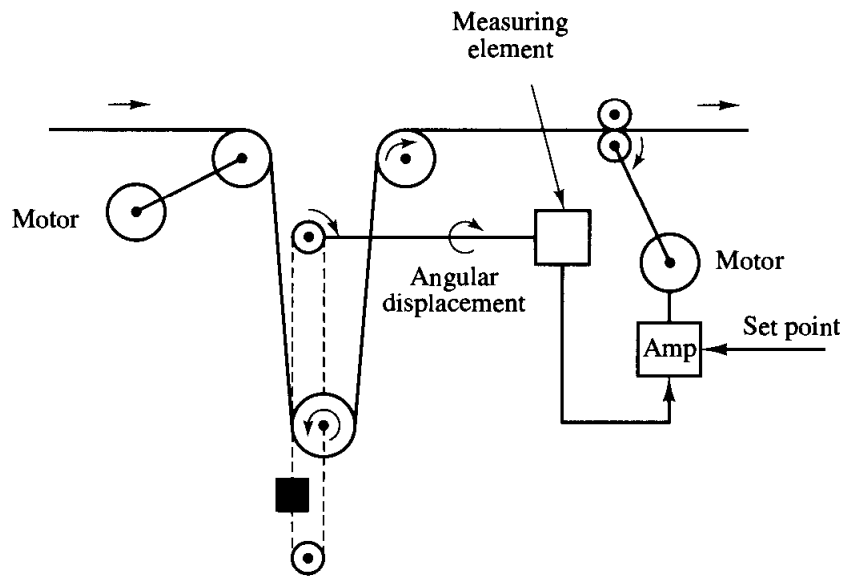 Measuring
element
Motor
Angular
displacement
Motor
Set point
Amp